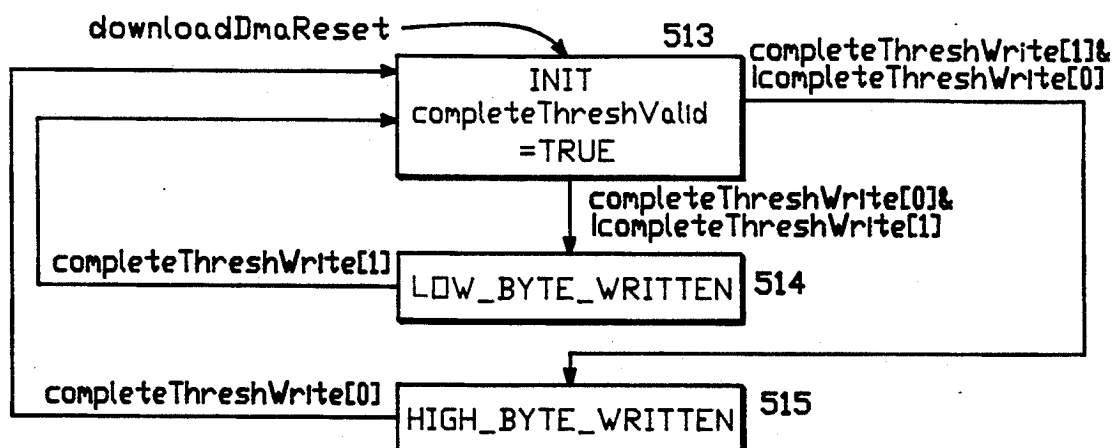 downloadDmaReset
513
INIT
completeThreshValid
=TRUE
completeThreshWrite[1]&
!completeThreshWrite[0]
completeThreshWrite[0]&
!completeThreshWrite[1]
completeThreshWrite[1]
LOW_BYTE_WRITTEN
514
completeThreshWrite[0]
HIGH_BYTE_WRITTEN
515